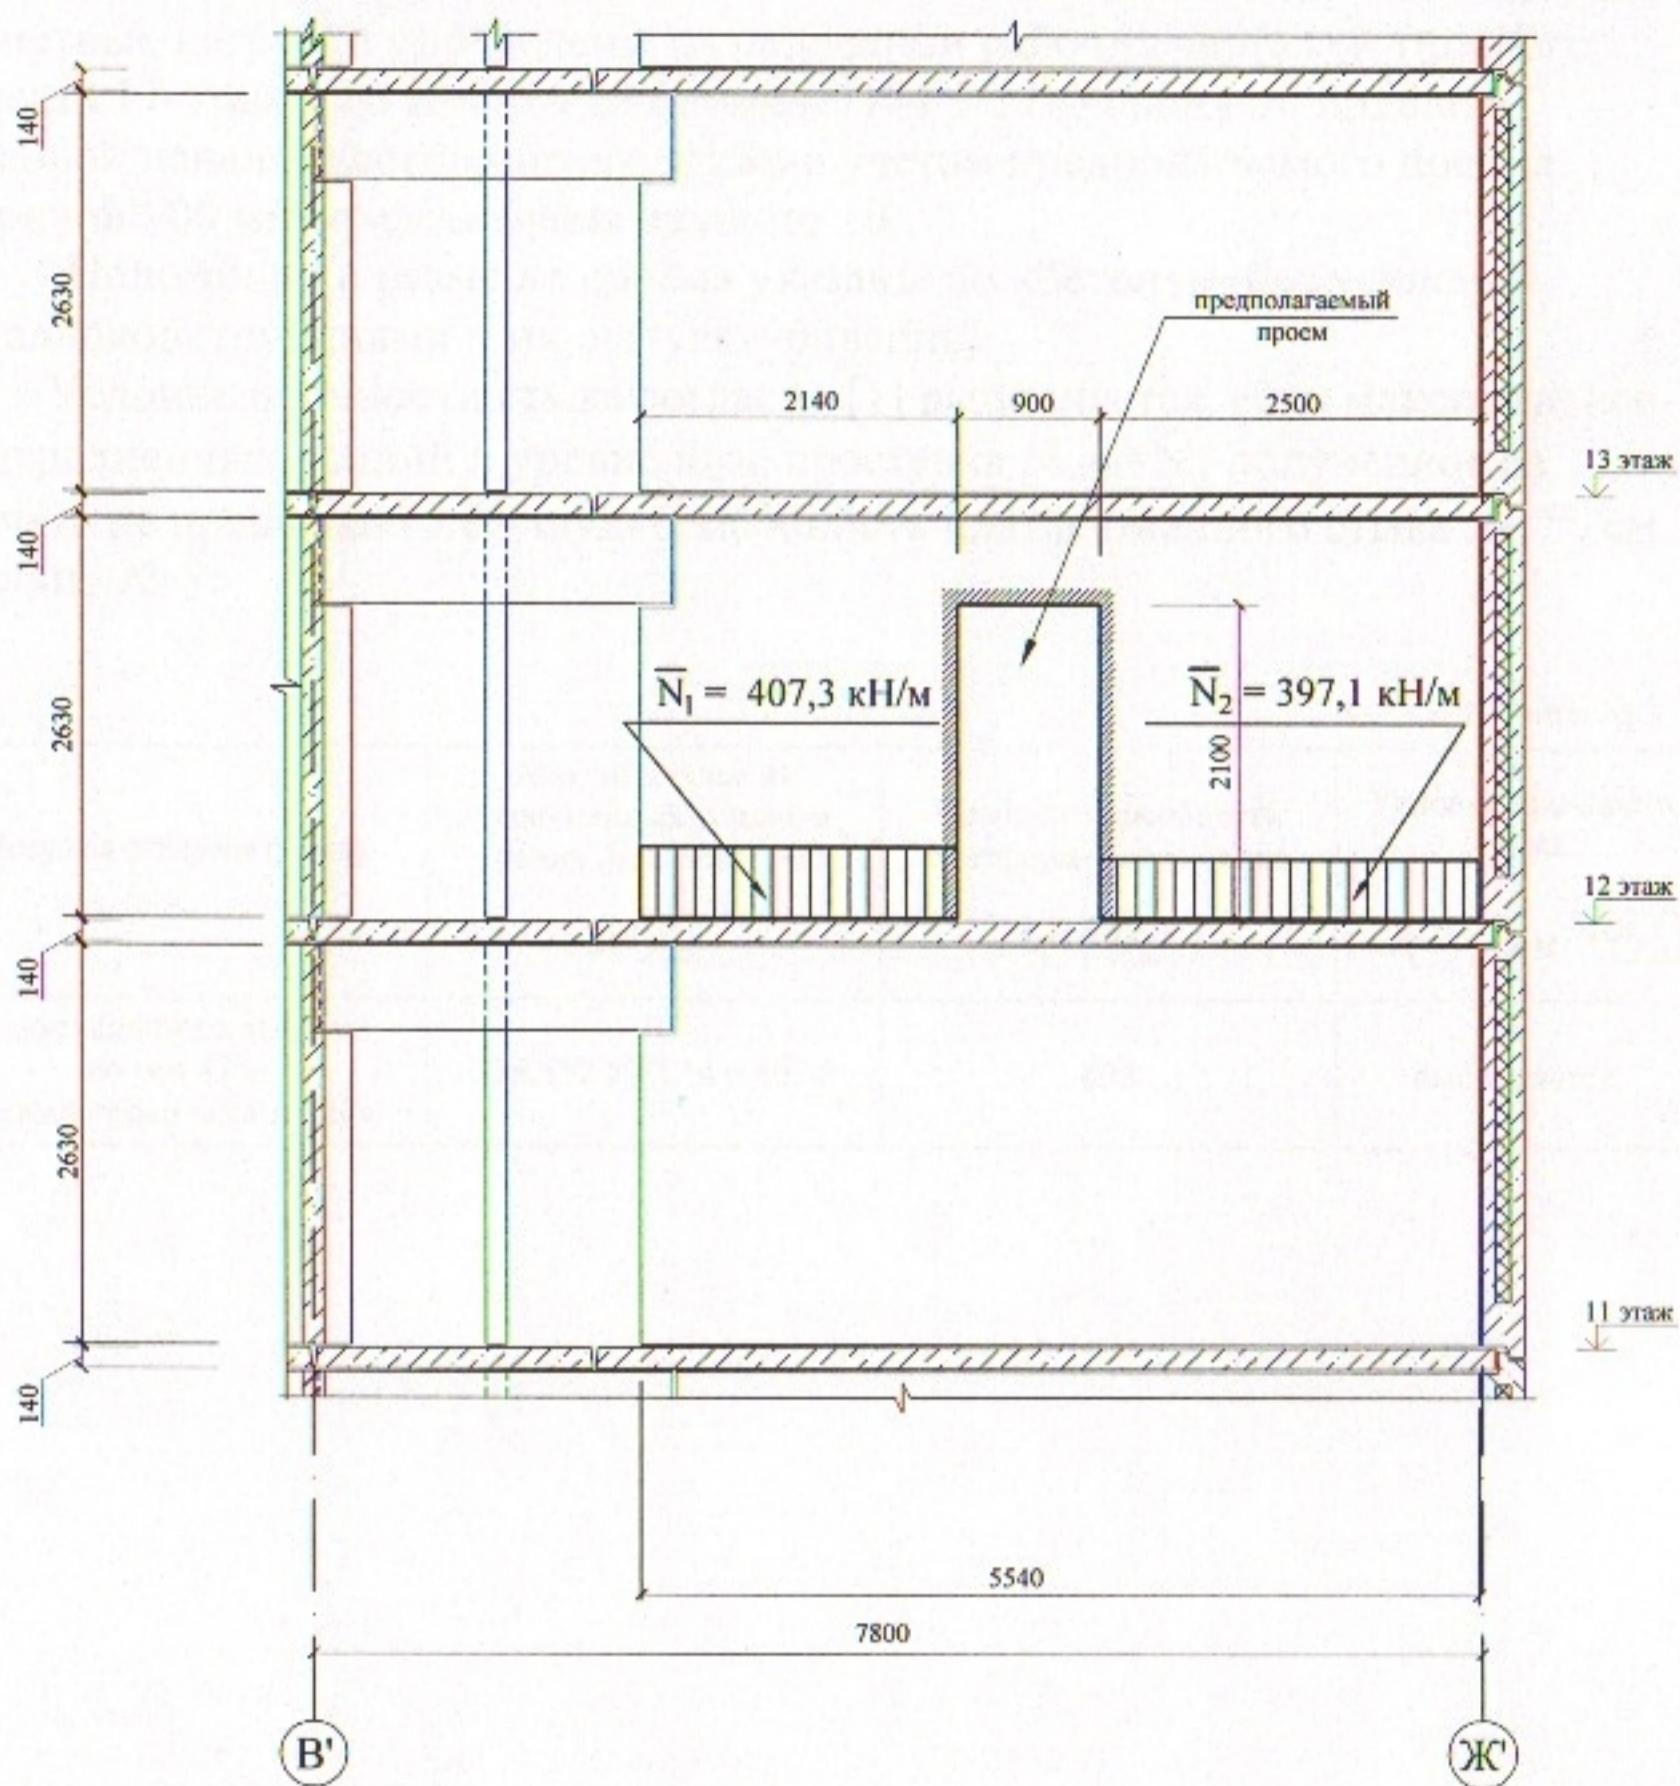 140
2630
предполагаемый
проем
2140
900
2500
13 этаж
140
N̅₁ = 407,3 кН/м
N̅₂ = 397,1 кН/м
2630
2100
12 этаж
140
2630
11 этаж
140
5540
7800
В'
Ж'